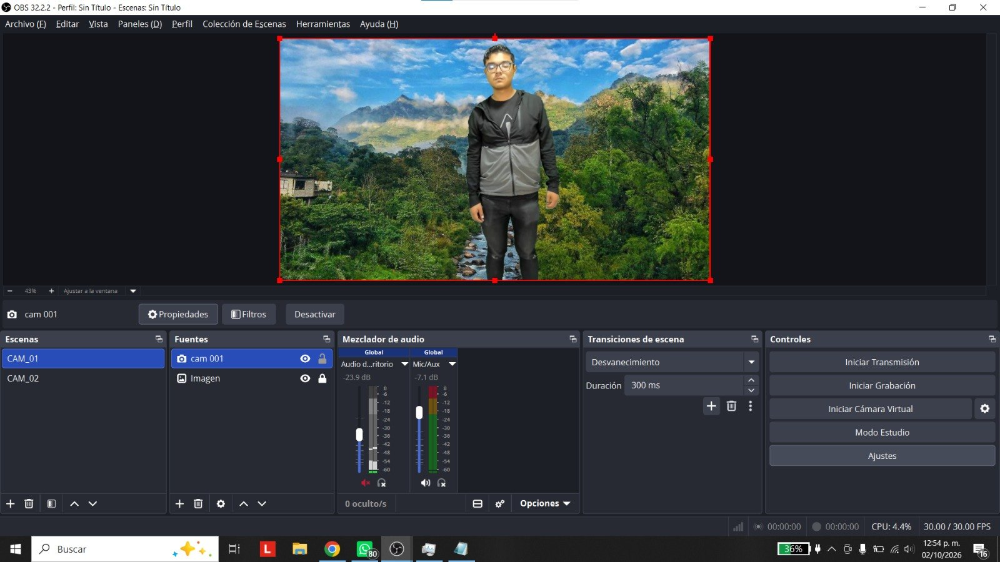 OBS 32.2.2 - Perfil: Sin Título - Escenas: Sin Título
Archivo (F) Editar Vista Paneles (D) Perfil Colección de Escenas Herramientas Ayuda (H)
43% Ajustar a la ventana
cam 001 Propiedades Filtros Desactivar
Escenas
CAM_01
CAM_02
Fuentes
cam 001
Imagen
Mezclador de audio
Global Global
Audio d...ritorio Mic/Aux
-23.9 dB -7.1 dB
0 0
-6 -6
-12 -12
-18 -18
-24 -24
-30 -30
-36 -36
-42 -42
-48 -48
-54 -54
-60 -60
0 oculto/s Opciones
Transiciones de escena
Desvanecimiento
Duración 300 ms
Controles
Iniciar Transmisión
Iniciar Grabación
Iniciar Cámara Virtual
Modo Estudio
Ajustes
00:00:00 00:00:00 CPU: 4.4% 30.00 / 30.00 FPS
Buscar
L
80
36%
12:54 p. m.
02/10/2026
16